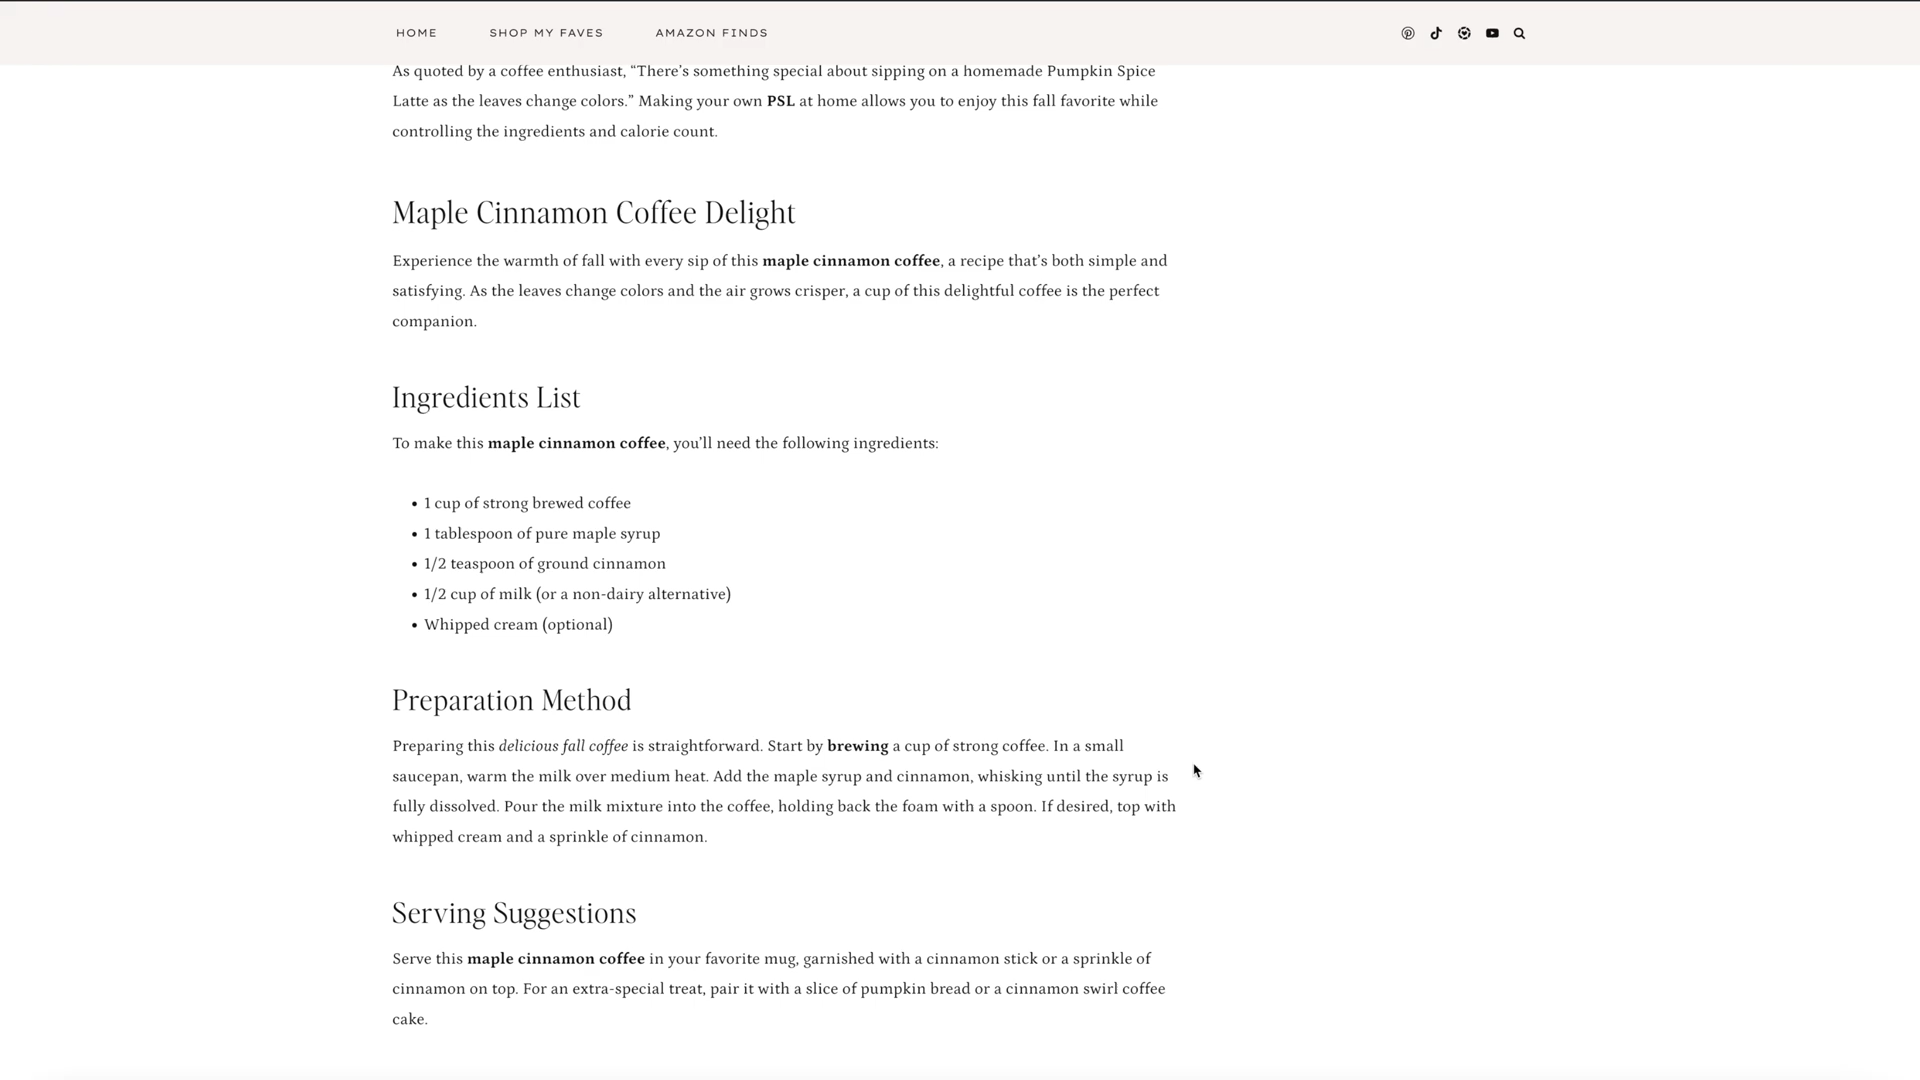 HOME SHOP MY FAVES AMAZON FINDS
As quoted by a coffee enthusiast, “There’s something special about sipping on a homemade Pumpkin Spice
Latte as the leaves change colors.” Making your own PSL at home allows you to enjoy this fall favorite while
controlling the ingredients and calorie count.
Maple Cinnamon Coffee Delight
Experience the warmth of fall with every sip of this maple cinnamon coffee, a recipe that’s both simple and
satisfying. As the leaves change colors and the air grows crisper, a cup of this delightful coffee is the perfect
companion.
Ingredients List
To make this maple cinnamon coffee, you’ll need the following ingredients:
• 1 cup of strong brewed coffee
• 1 tablespoon of pure maple syrup
• 1/2 teaspoon of ground cinnamon
• 1/2 cup of milk (or a non-dairy alternative)
• Whipped cream (optional)
Preparation Method
Preparing this delicious fall coffee is straightforward. Start by brewing a cup of strong coffee. In a small
saucepan, warm the milk over medium heat. Add the maple syrup and cinnamon, whisking until the syrup is
fully dissolved. Pour the milk mixture into the coffee, holding back the foam with a spoon. If desired, top with
whipped cream and a sprinkle of cinnamon.
Serving Suggestions
Serve this maple cinnamon coffee in your favorite mug, garnished with a cinnamon stick or a sprinkle of
cinnamon on top. For an extra-special treat, pair it with a slice of pumpkin bread or a cinnamon swirl coffee
cake.